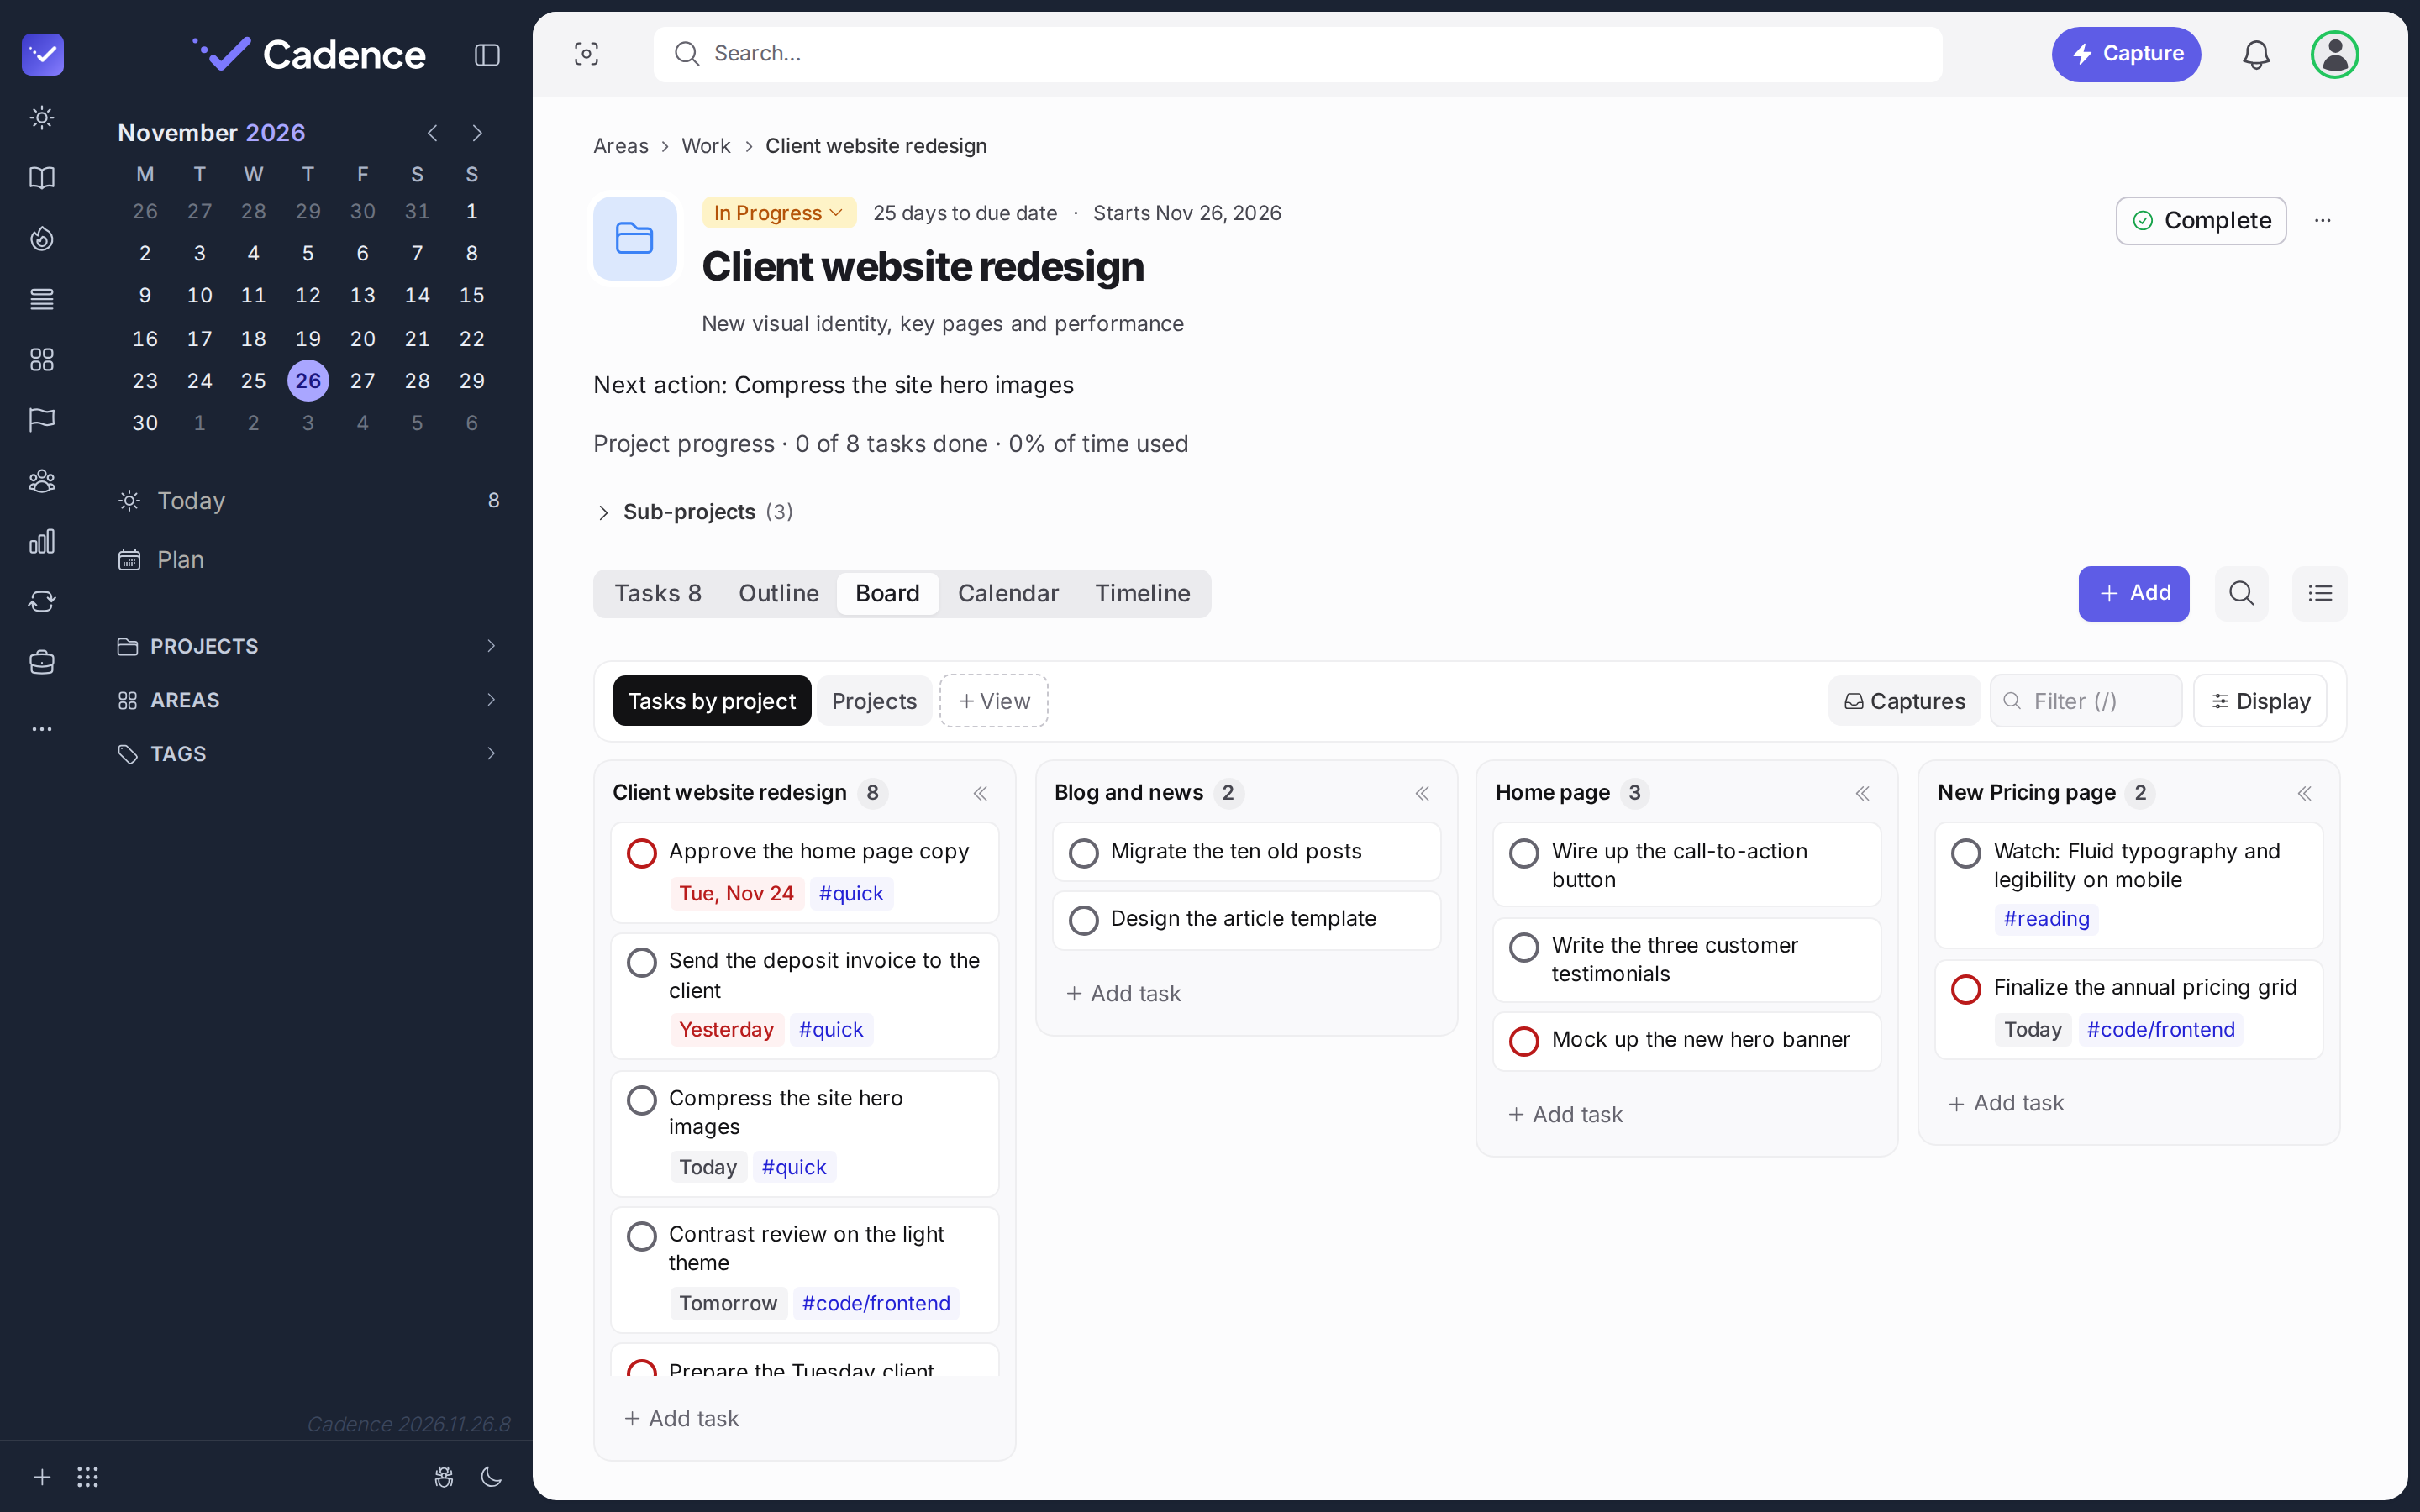 Cadence
November 2026
M T W T F S S
26 27 28 29 30 31 1
2 3 4 5 6 7 8
9 10 11 12 13 14 15
16 17 18 19 20 21 22
23 24 25 26 27 28 29
30 1 2 3 4 5 6
Today 8
Plan
PROJECTS
AREAS
TAGS
Cadence 2026.11.26.8
Search...
Capture
Areas > Work > Client website redesign
In Progress 25 days to due date · Starts Nov 26, 2026
Complete
Client website redesign
New visual identity, key pages and performance
Next action: Compress the site hero images
Project progress · 0 of 8 tasks done · 0% of time used
Sub-projects (3)
Tasks 8 Outline Board Calendar Timeline
+ Add
Tasks by project Projects + View
Captures Filter (/) Display
Client website redesign 8
Approve the home page copy
Tue, Nov 24 #quick
Send the deposit invoice to the
client
Yesterday #quick
Compress the site hero
images
Today #quick
Contrast review on the light
theme
Tomorrow #code/frontend
Prepare the Tuesday client
+ Add task
Blog and news 2
Migrate the ten old posts
Design the article template
+ Add task
Home page 3
Wire up the call-to-action
button
Write the three customer
testimonials
Mock up the new hero banner
+ Add task
New Pricing page 2
Watch: Fluid typography and
legibility on mobile
#reading
Finalize the annual pricing grid
Today #code/frontend
+ Add task